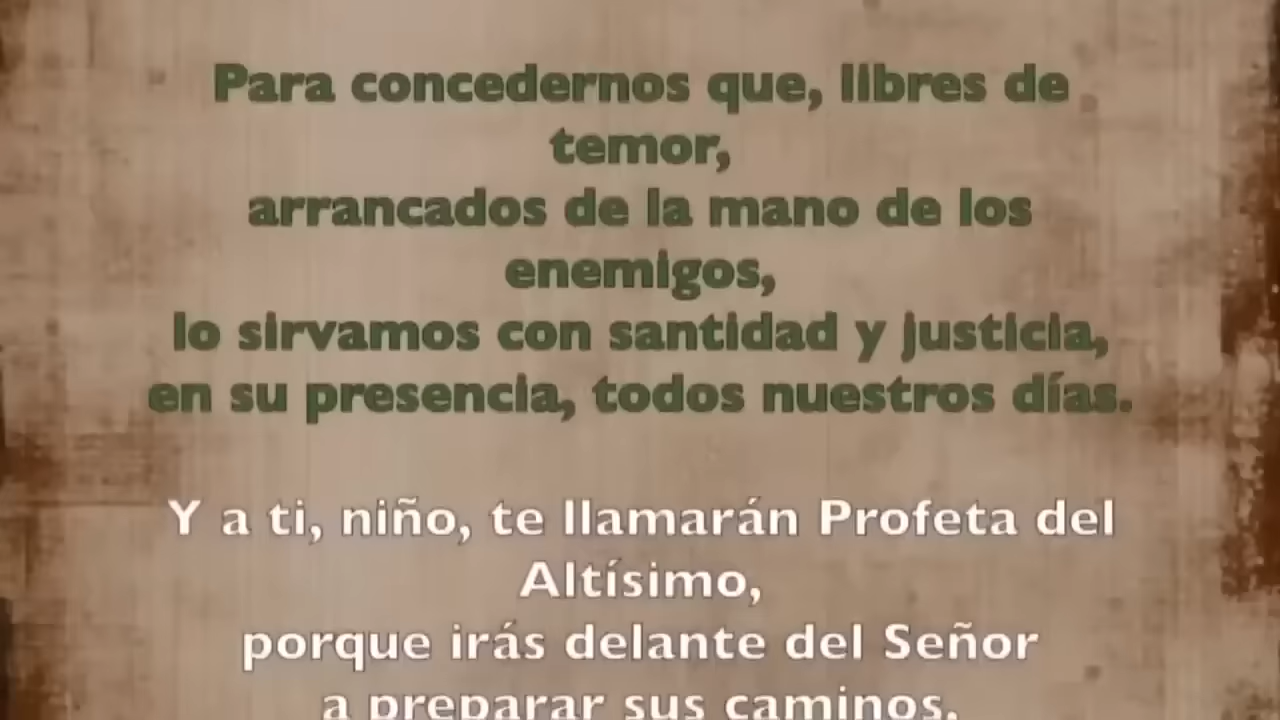 Para concedernos que, libres de
temor,
arrancados de la mano de los
enemigos,
lo sirvamos con santidad y justicia,
en su presencia, todos nuestros días.
Y a ti, niño, te llamarán Profeta del
Altísimo,
porque irás delante del Señor
a preparar sus caminos,